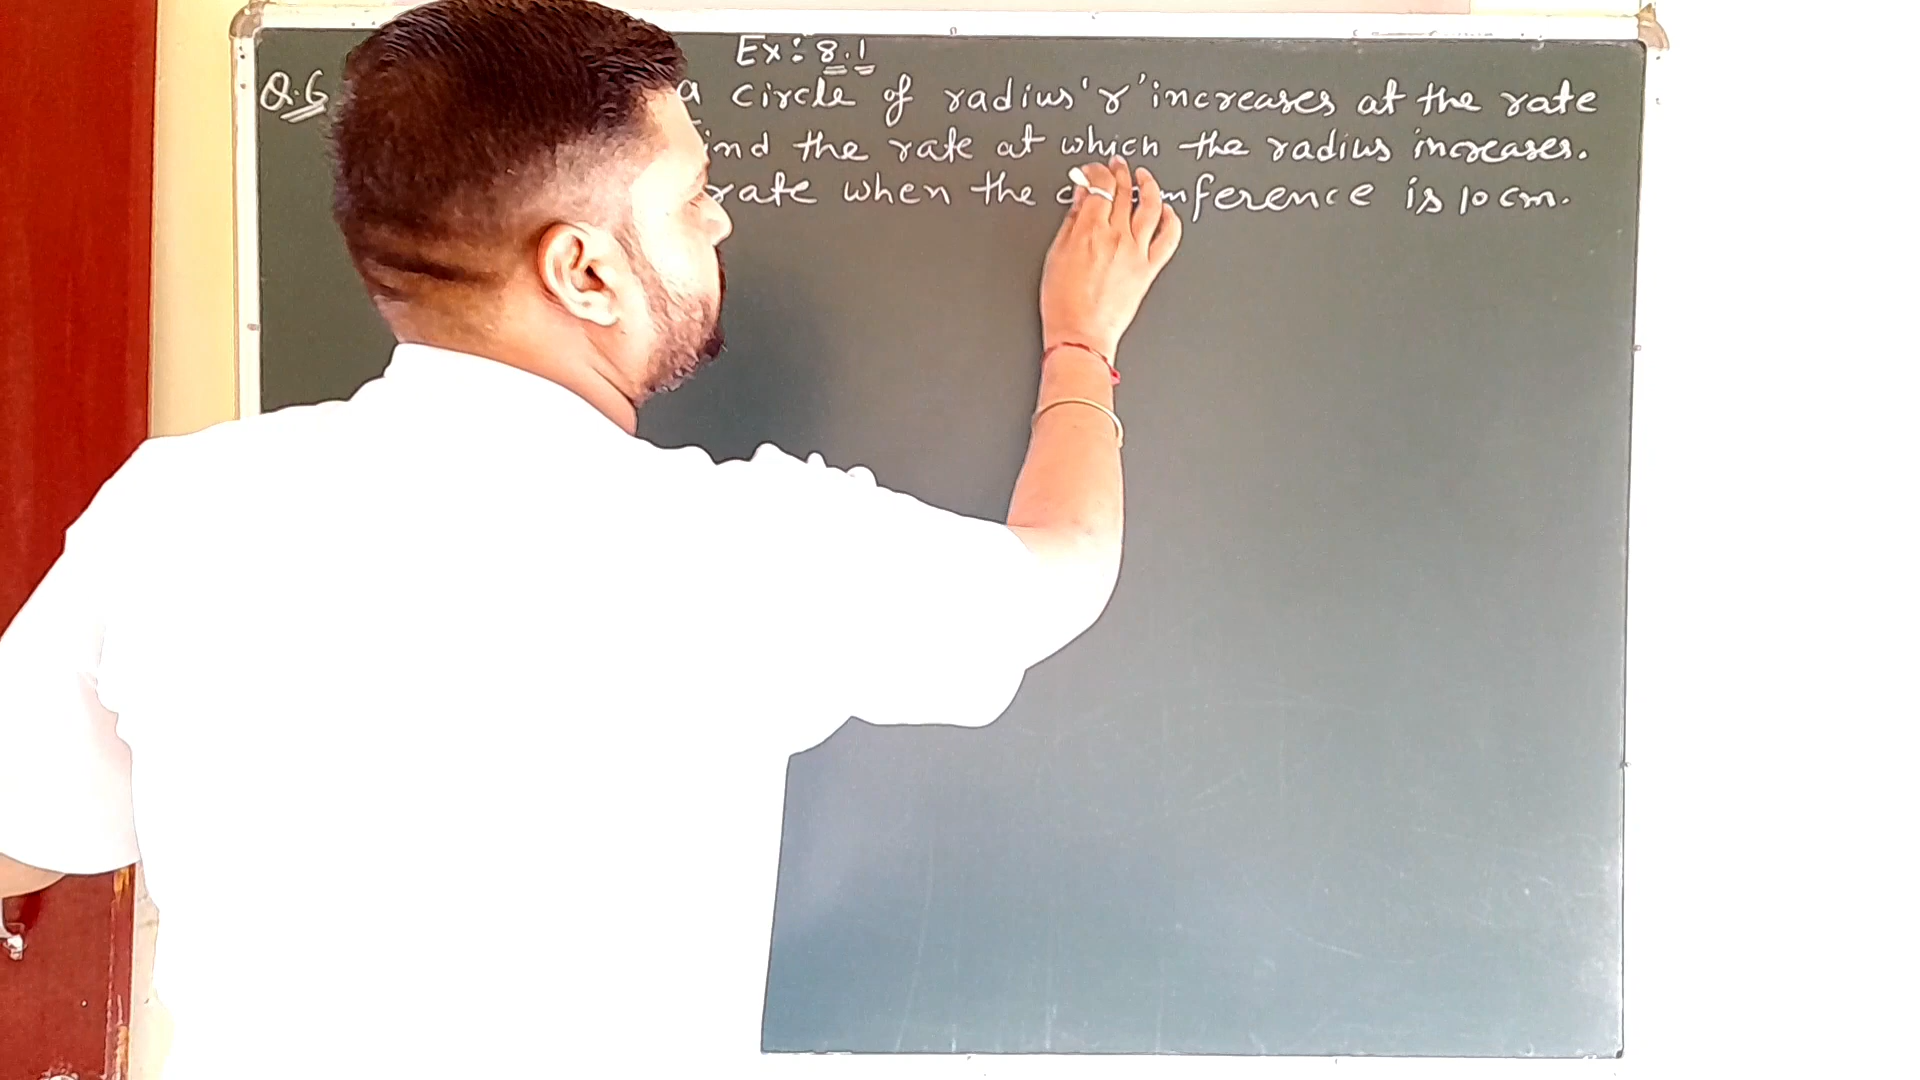 Ex: 8.1
Q.6 a circle of radius 'r' increases at the rate
ind the rate at which the radius increases.
rate when the is 10 cm.